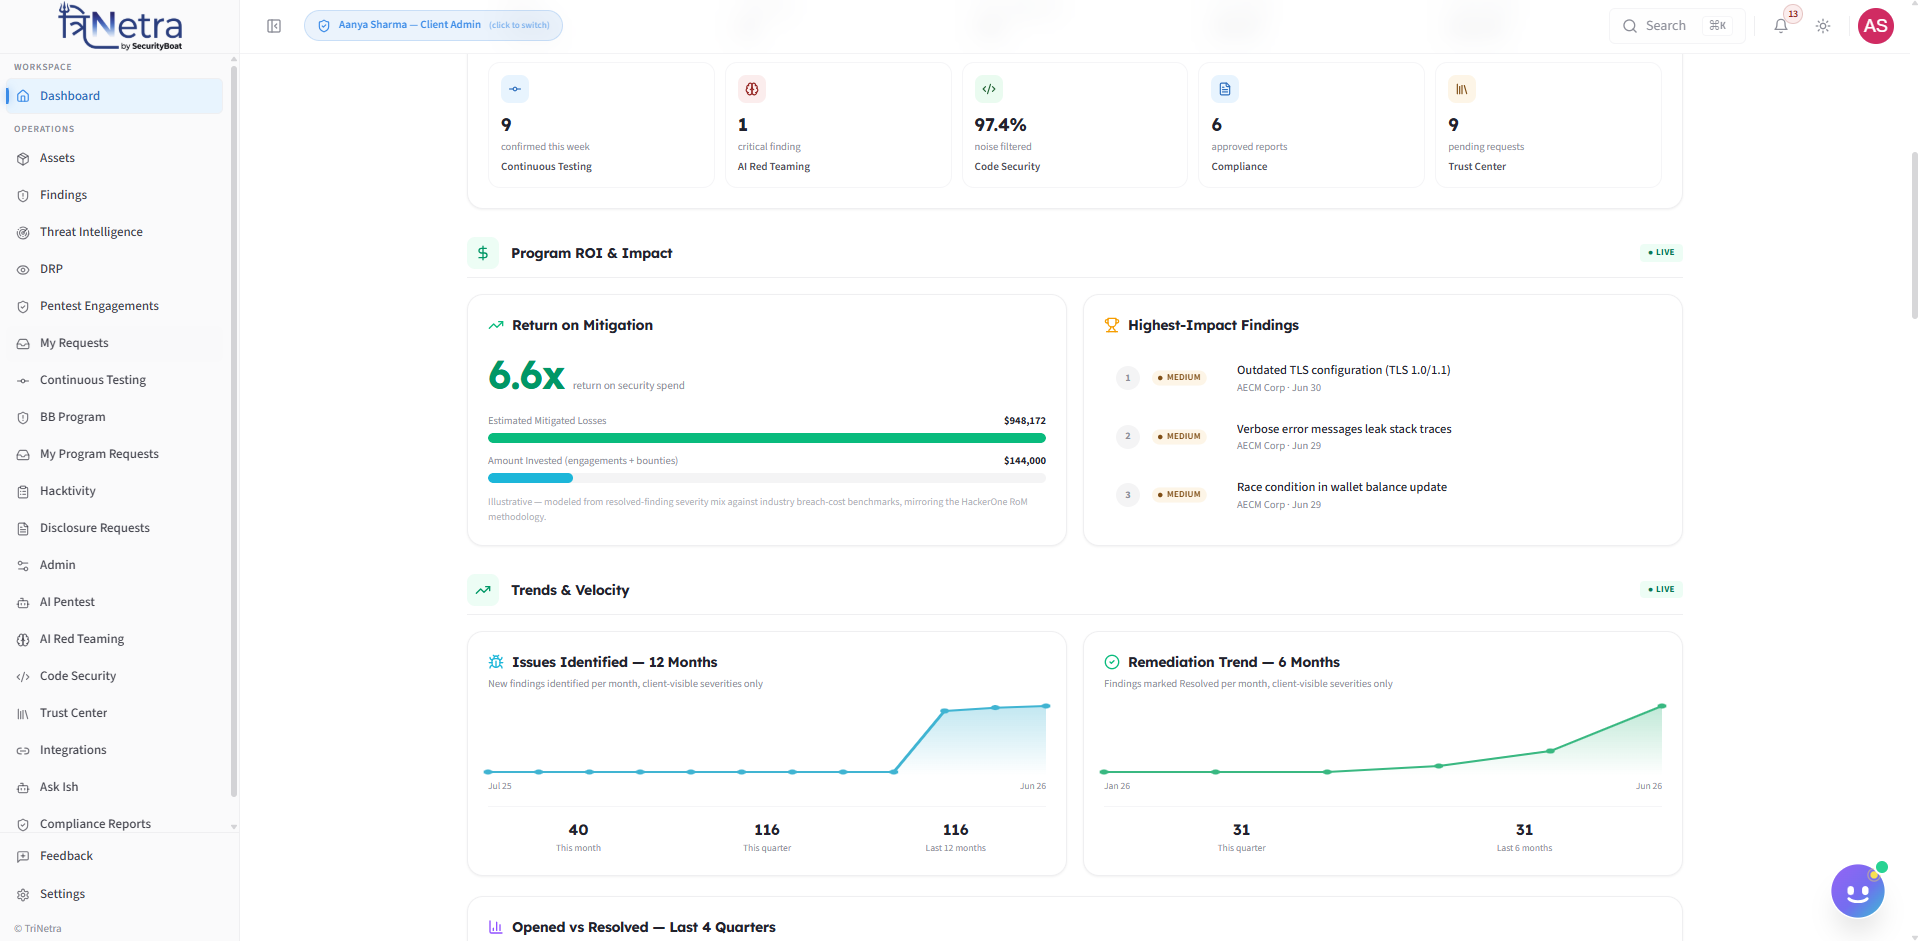 त्रिNetra
by SecurityBoat
Aanya Sharma — Client Admin (click to switch)
Search ⌘K
13
AS
WORKSPACE
Dashboard
OPERATIONS
Assets
Findings
Threat Intelligence
DRP
Pentest Engagements
My Requests
Continuous Testing
BB Program
My Program Requests
Hacktivity
Disclosure Requests
Admin
AI Pentest
AI Red Teaming
Code Security
Trust Center
Integrations
Ask Ish
Compliance Reports
Feedback
Settings
© TriNetra
9
confirmed this week
Continuous Testing
1
critical finding
AI Red Teaming
97.4%
noise filtered
Code Security
6
approved reports
Compliance
9
pending requests
Trust Center
Program ROI & Impact
LIVE
Return on Mitigation
6.6x return on security spend
Estimated Mitigated Losses $948,172
Amount Invested (engagements + bounties) $144,000
Illustrative — modeled from resolved-finding severity mix against industry breach-cost benchmarks, mirroring the HackerOne RoM
methodology.
Highest-Impact Findings
1 MEDIUM Outdated TLS configuration (TLS 1.0/1.1)
AECM Corp · Jun 30
2 MEDIUM Verbose error messages leak stack traces
AECM Corp · Jun 29
3 MEDIUM Race condition in wallet balance update
AECM Corp · Jun 29
Trends & Velocity
LIVE
Issues Identified — 12 Months
New findings identified per month, client-visible severities only
Jul 25 Jun 26
40 116 116
This month This quarter Last 12 months
Remediation Trend — 6 Months
Findings marked Resolved per month, client-visible severities only
Jan 26 Jun 26
31 31
This quarter Last 6 months
Opened vs Resolved — Last 4 Quarters